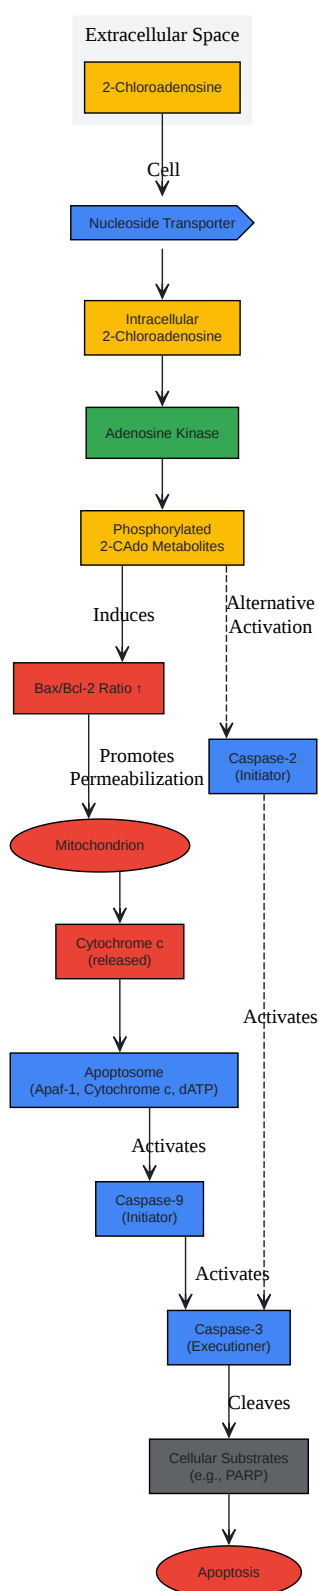 Extracellular Space
2-Chloroadenosine
Cell
Nucleoside Transporter
Intracellular
2-Chloroadenosine
Adenosine Kinase
Phosphorylated
2-CAdo Metabolites
Induces
Alternative
Activation
Bax/Bcl-2 Ratio ↑
Caspase-2
(Initiator)
Promotes
Permeabilization
Mitochondrion
Cytochrome c
(released)
Activates
Apoptosome
(Apaf-1, Cytochrome c, dATP)
Activates
Caspase-9
(Initiator)
Activates
Caspase-3
(Executioner)
Cleaves
Cellular Substrates
(e.g., PARP)
Apoptosis